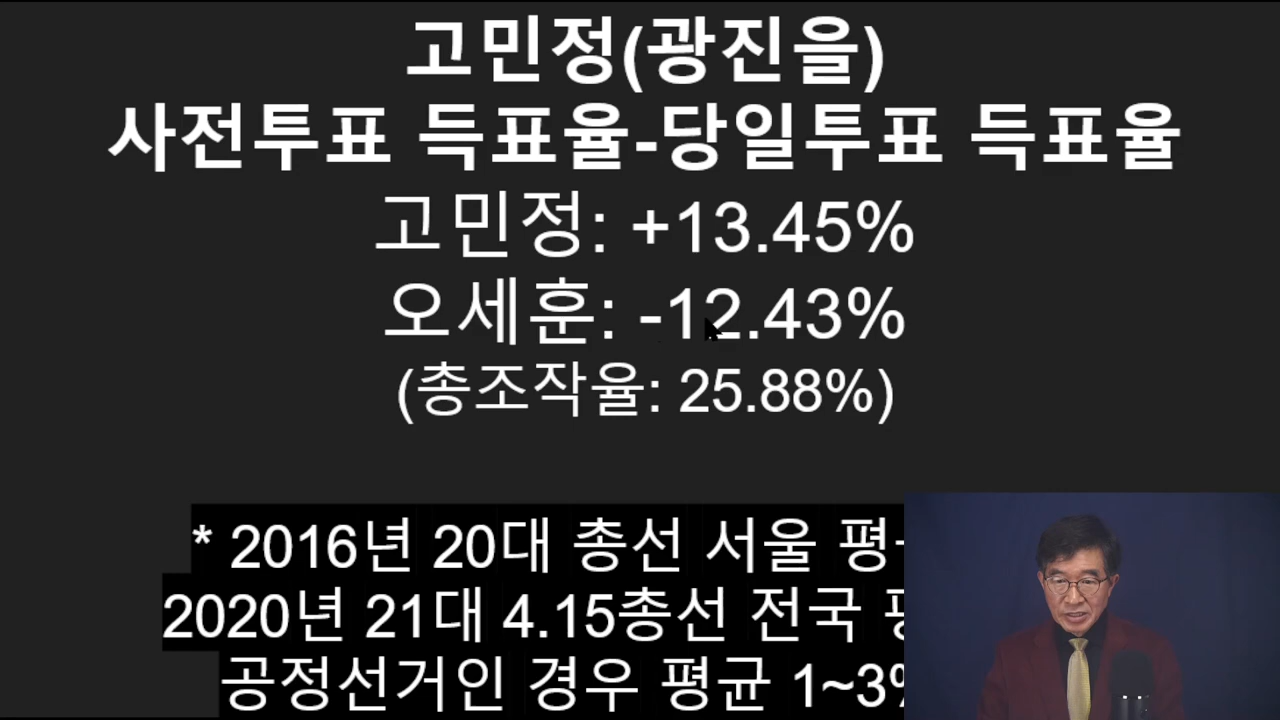 고민정(광진을)
사전투표 득표율-당일투표 득표율
고민정: +13.45%
오세훈: -12.43%
(총조작율: 25.88%)
* 2016년 20대 총선 서울
2020년 21대 4.15총선 전국
공정선거인 경우 평균 1~3%